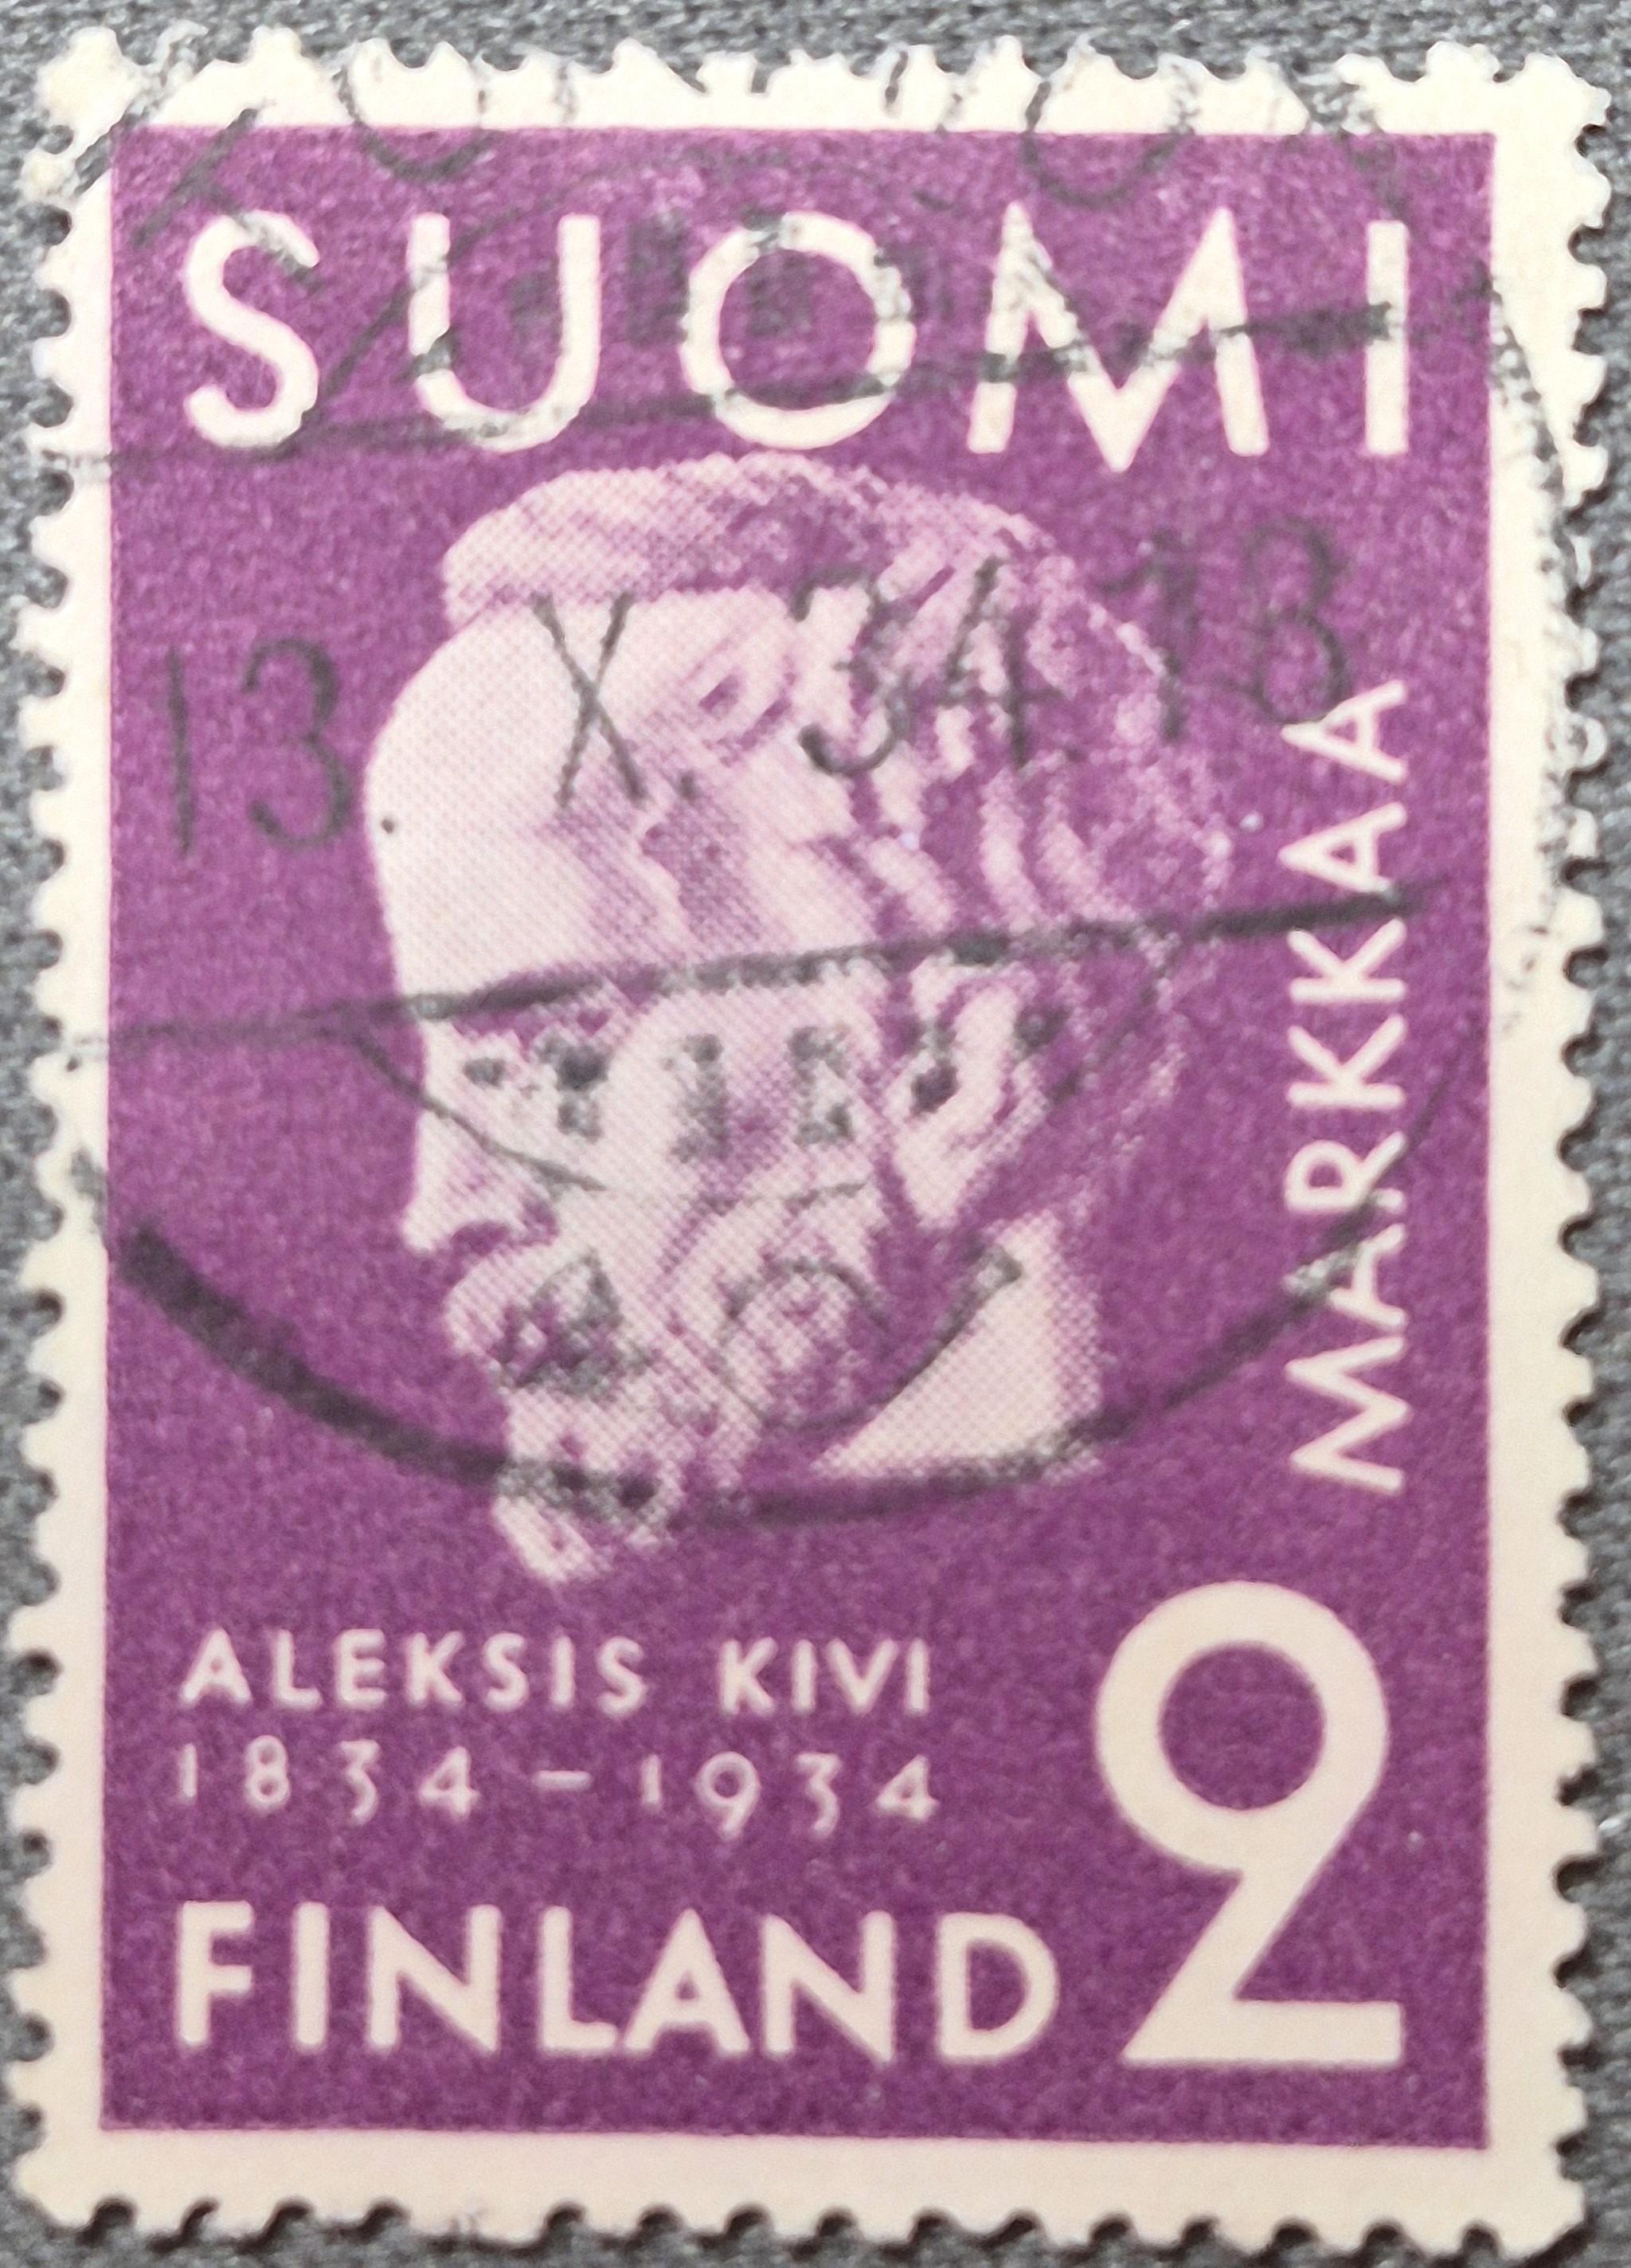 SUOMI
13 X. 34.18
MARKKAA
ALEKSIS KIVI
1834-1934
FINLAND
2